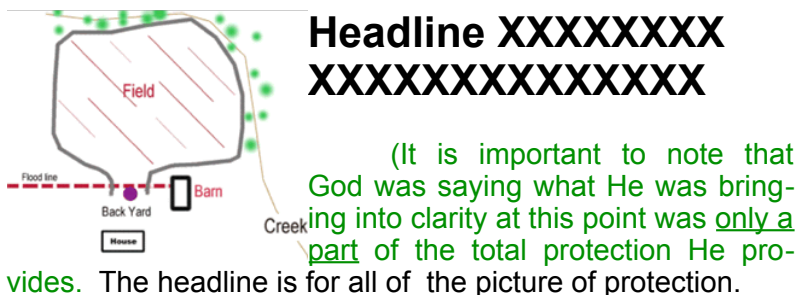 Headline XXXXXXXX
XXXXXXXXXXXXXX
Field
Flood line
Barn
Back Yard
House
Creek
(It is important to note that
God was saying what He was bring-
ing into clarity at this point was only a
part of the total protection He pro-
vides. The headline is for all of the picture of protection.